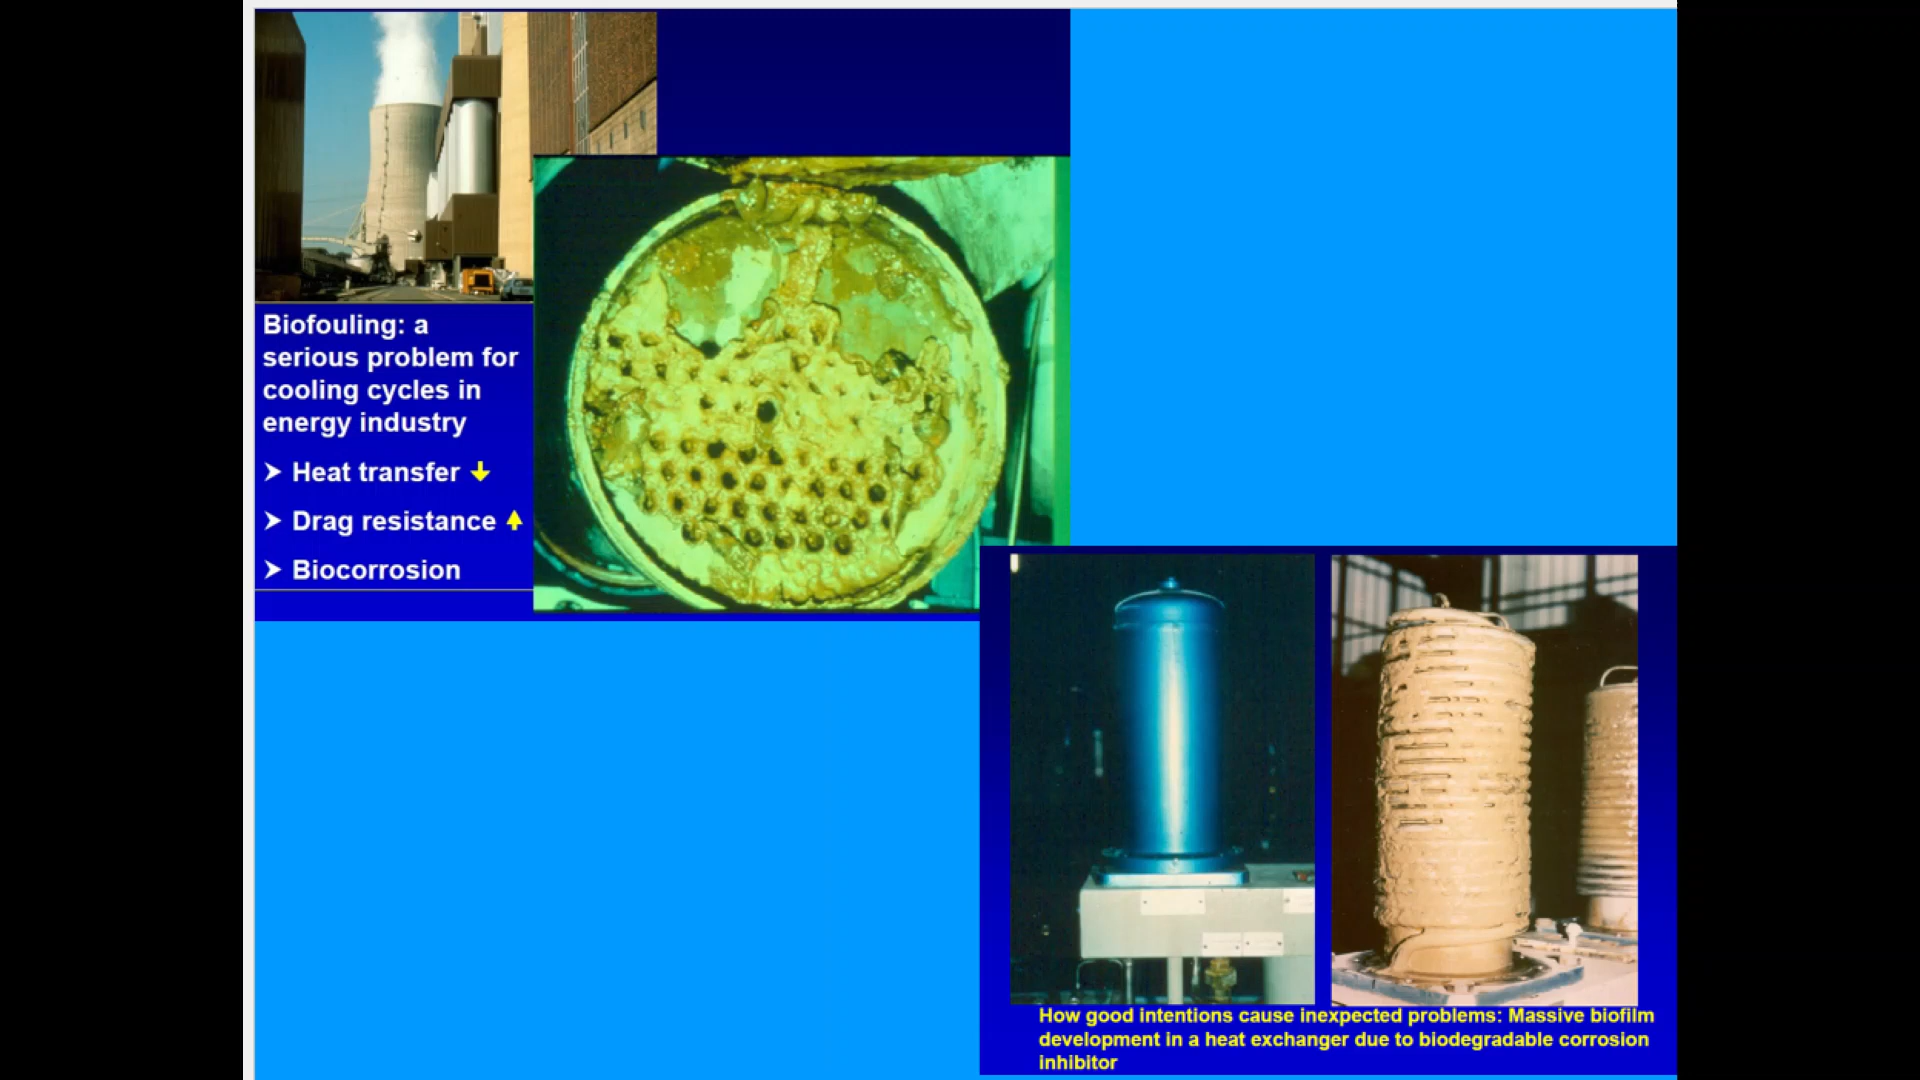 Biofouling: a
serious problem for
cooling cycles in
energy industry
➤ Heat transfer ↓
➤ Drag resistance ↑
➤ Biocorrosion
How good intentions cause inexpected problems: Massive biofilm
development in a heat exchanger due to biodegradable corrosion
inhibitor